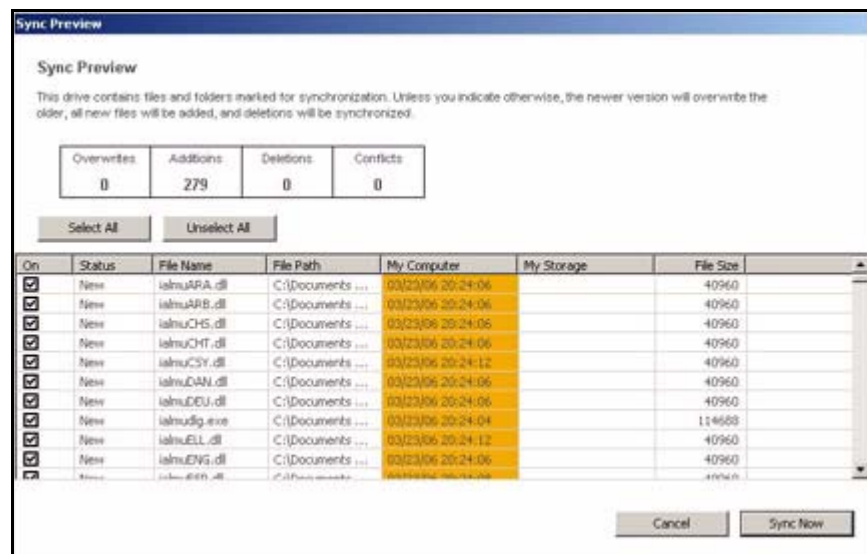 Sync Preview
Sync Preview
This drive contains files and folders marked for synchronization. Unless you indicate otherwise, the newer version will overwrite the
older, all new files will be added, and deletions will be synchronized.
Overwrites Additioins Deletions Conflicts
0 279 0 0
Select All Unselect All
On Status File Name File Path My Computer My Storage File Size
New ialmuARA.dll C:\Documents ... 03/23/06 20:24:06 40960
New ialmuARB.dll C:\Documents ... 03/23/06 20:24:06 40960
New ialmuCHS.dll C:\Documents ... 03/23/06 20:24:06 40960
New ialmuCHT.dll C:\Documents ... 03/23/06 20:24:06 40960
New ialmuCSY.dll C:\Documents ... 03/23/06 20:24:12 40960
New ialmuDAN.dll C:\Documents ... 03/23/06 20:24:06 40960
New ialmuDEU.dll C:\Documents ... 03/23/06 20:24:06 40960
New ialmudlg.exe C:\Documents ... 03/23/06 20:24:04 114688
New ialmuELL.dll C:\Documents ... 03/23/06 20:24:12 40960
New ialmuENG.dll C:\Documents ... 03/23/06 20:24:06 40960
Cancel Sync Now